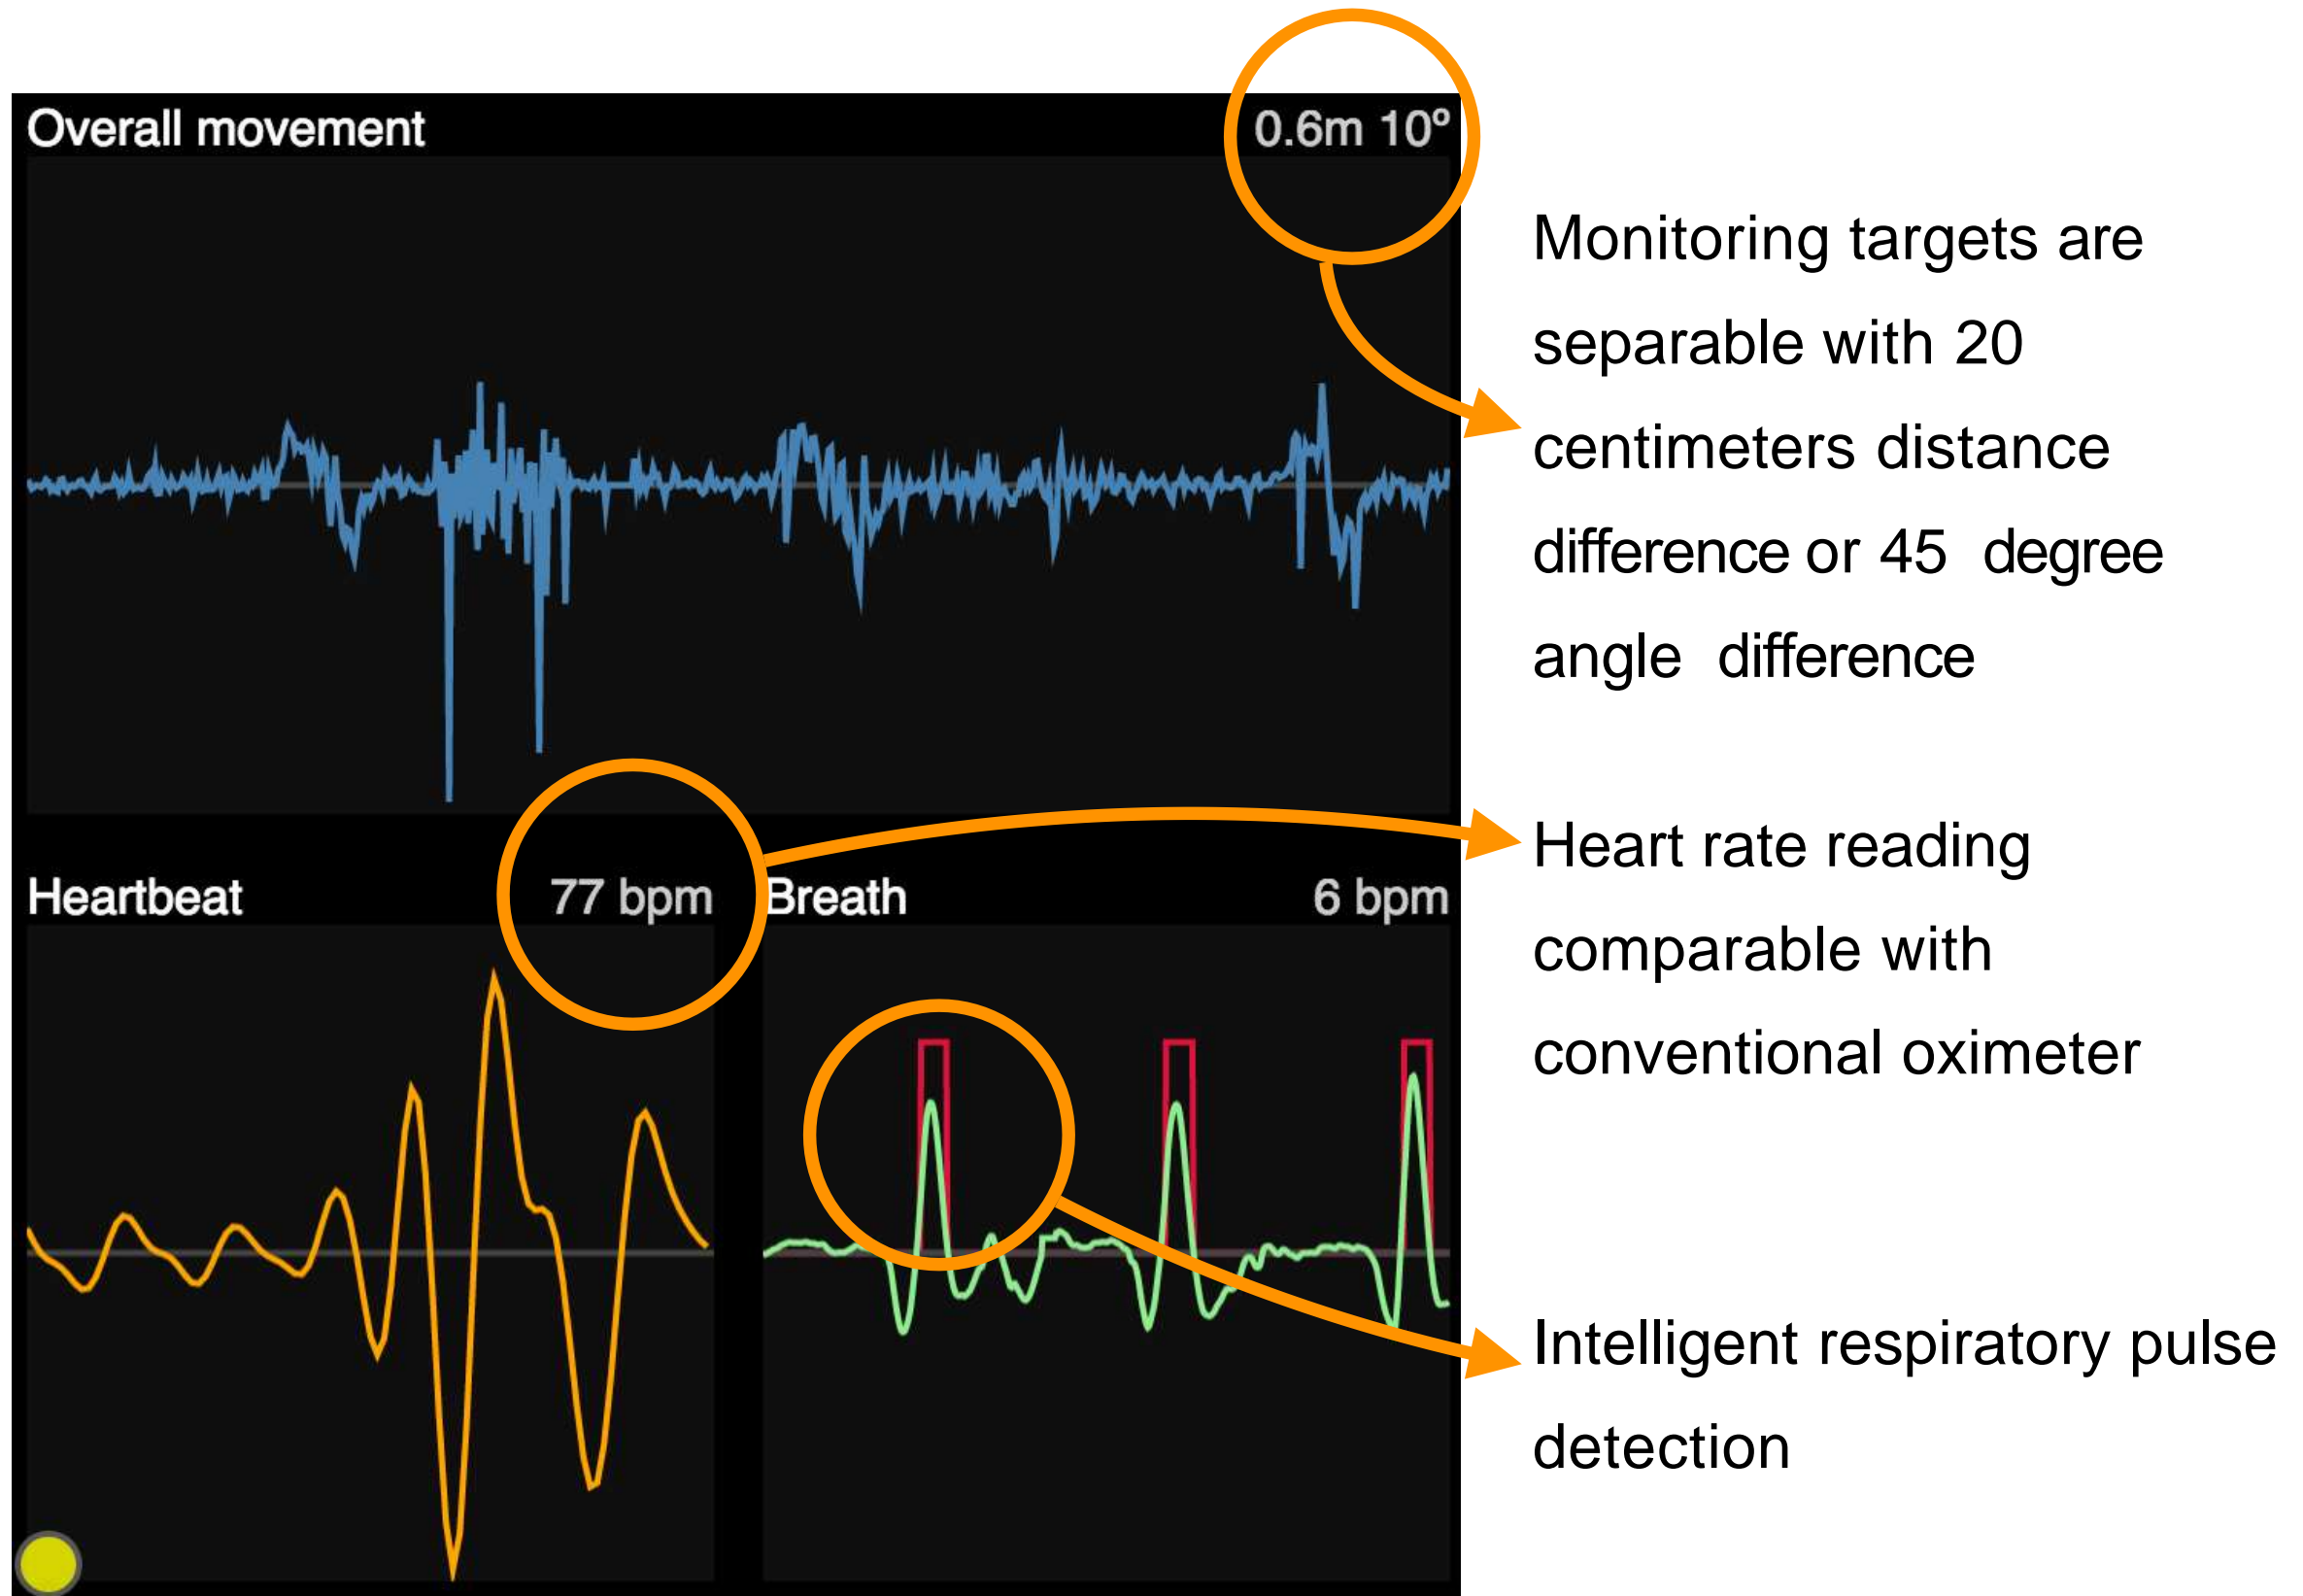 Overall movement 0.6m 10º
Monitoring targets are
separable with 20
centimeters distance
difference or 45 degree
angle difference
Heartbeat 77 bpm
Breath 6 bpm
Heart rate reading
comparable with
conventional oximeter
Intelligent respiratory pulse
detection